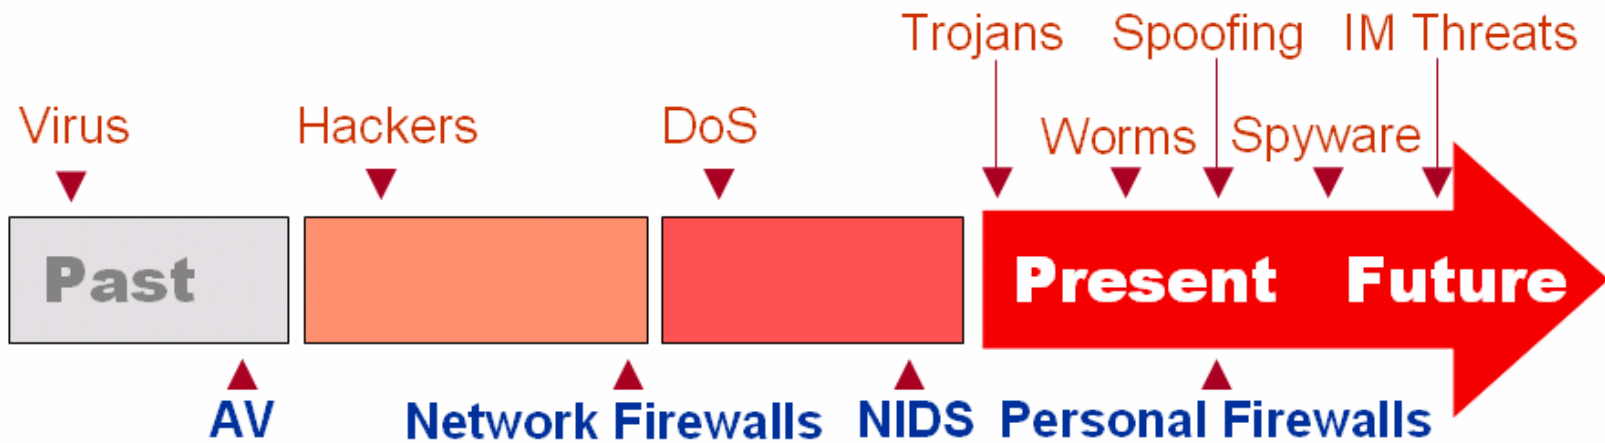 Trojans Spoofing IM Threats
Virus Hackers DoS Worms Spyware
Past Present Future
AV Network Firewalls NIDS Personal Firewalls